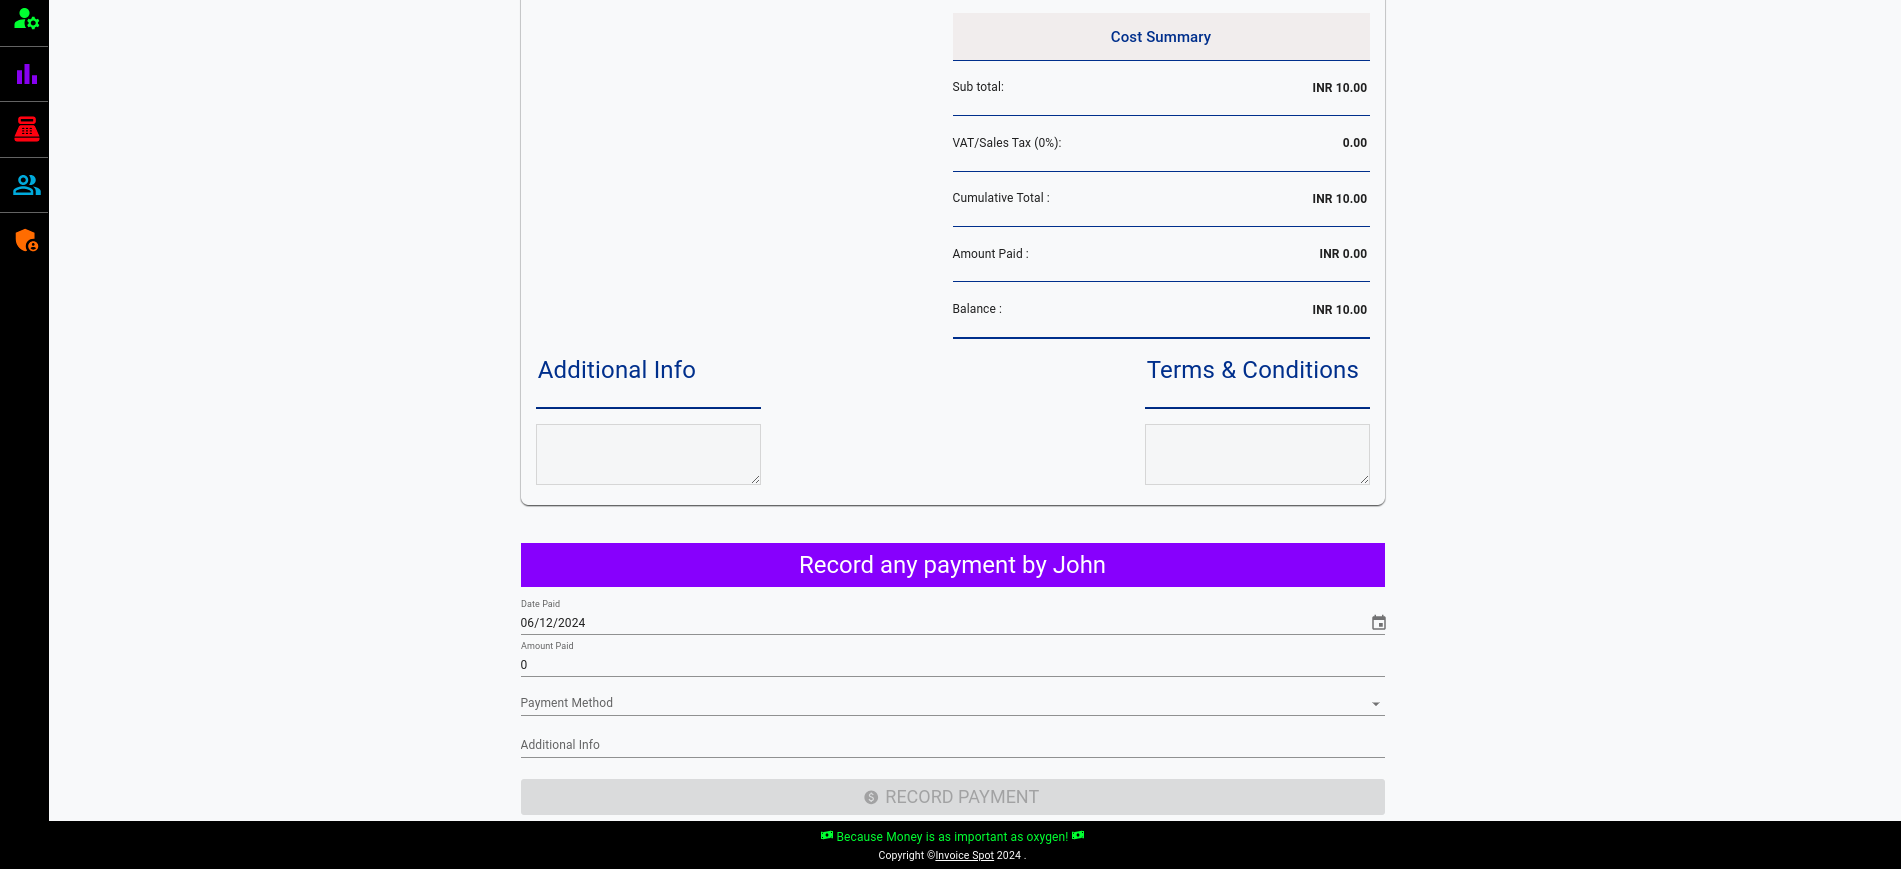 Cost Summary
Sub total: INR 10.00
VAT/Sales Tax (0%): 0.00
Cumulative Total : INR 10.00
Amount Paid : INR 0.00
Balance : INR 10.00
Additional Info
Terms & Conditions
Record any payment by John
Date Paid
06/12/2024
Amount Paid
0
Payment Method
Additional Info
RECORD PAYMENT
Because Money is as important as oxygen!
Copyright ©Invoice Spot 2024 .